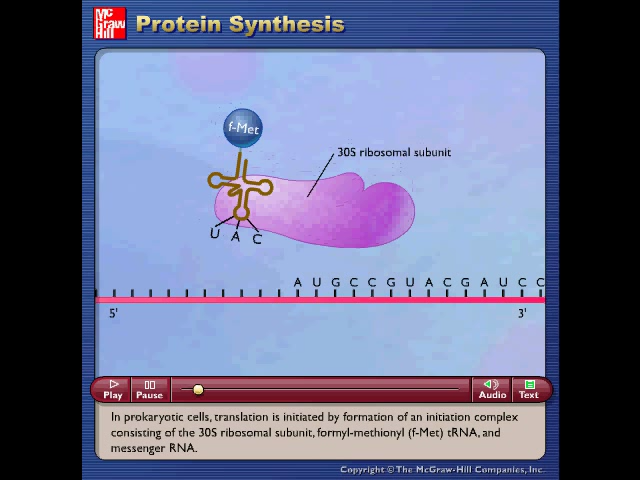 Mc
Graw
Hill
Protein Synthesis
f-Met
30S ribosomal subunit
U A C
A U G C C G U A C G A U C C
5' 3'
Play Pause Audio Text
In prokaryotic cells, translation is initiated by formation of an initiation complex
consisting of the 30S ribosomal subunit, formyl-methionyl (f-Met) tRNA, and
messenger RNA.
Copyright © The McGraw-Hill Companies, Inc.